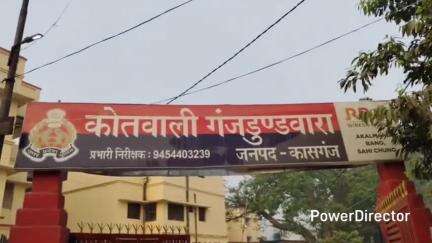 कोतवाली गंजडुण्डवारा
प्रभारी निरीक्षक : 9454403239
जनपद - कासगंज
PowerDirector